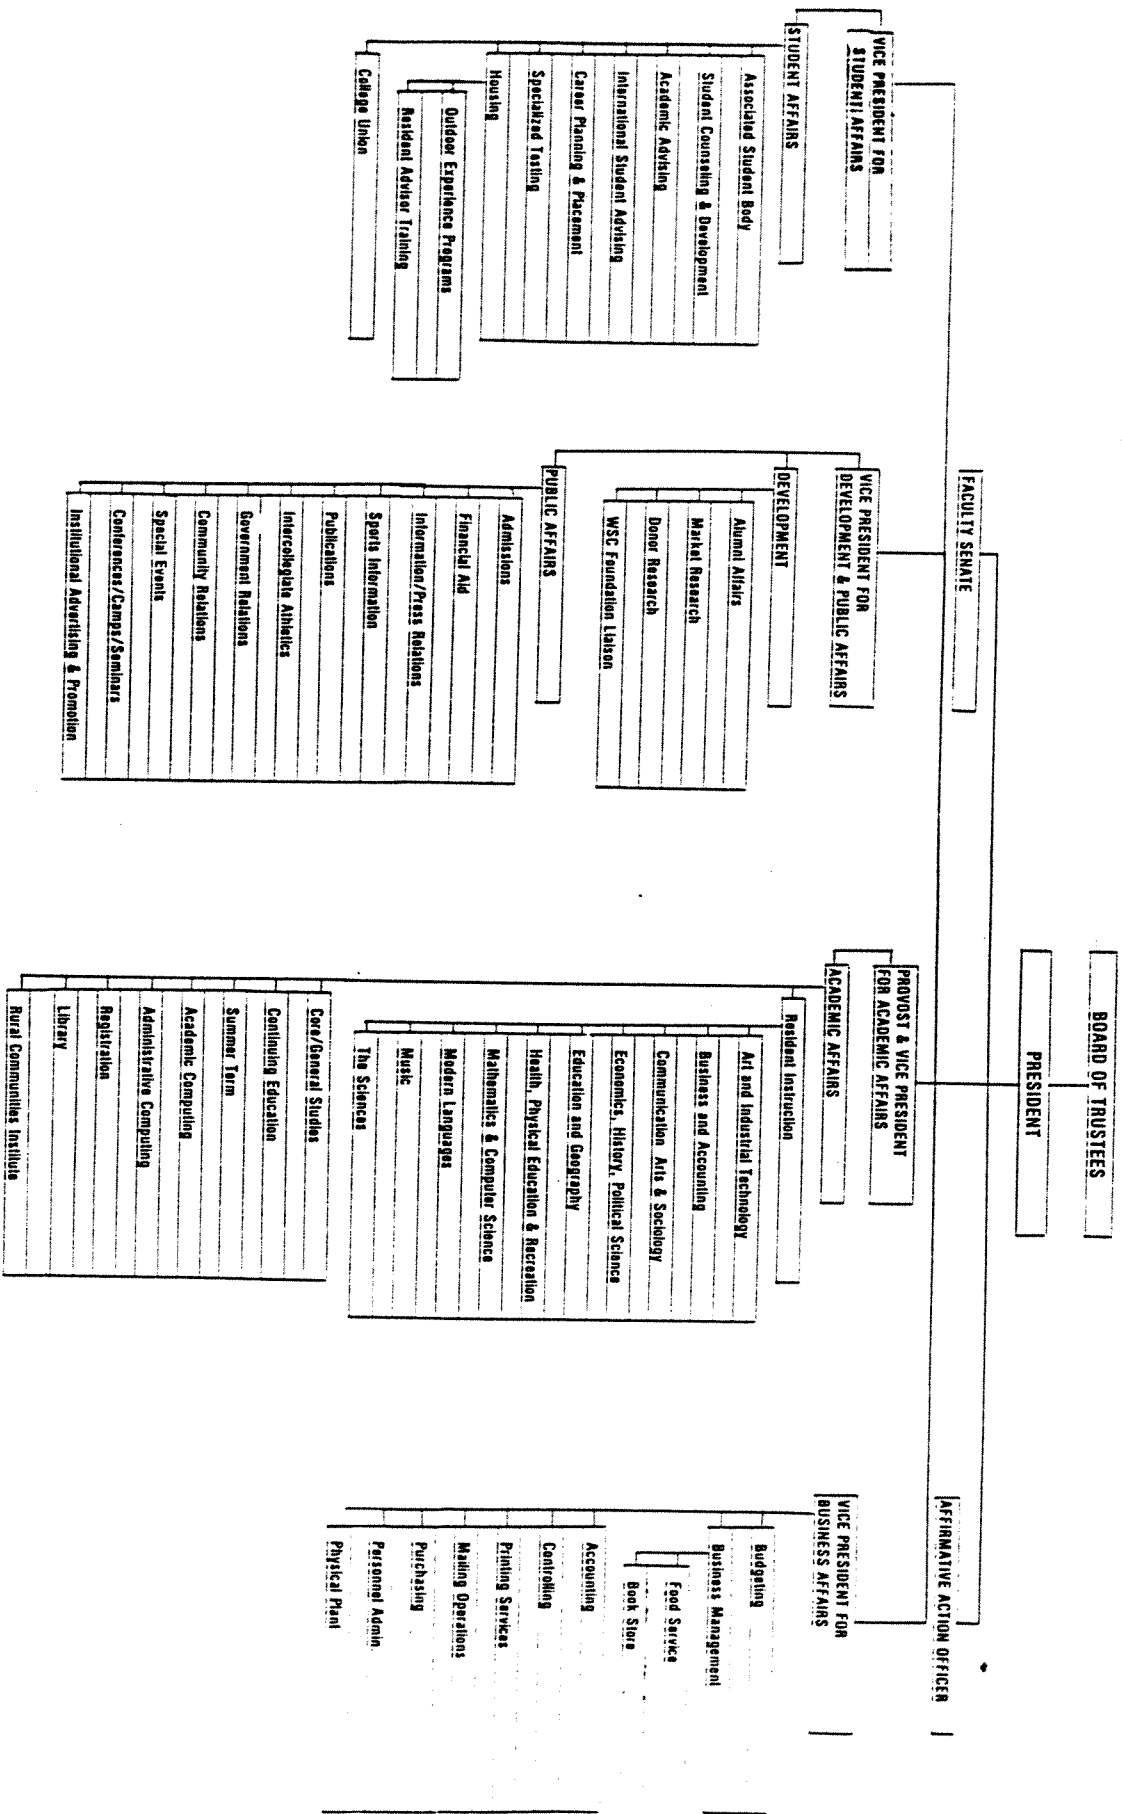 BOARD OF TRUSTEES
PRESIDENT
FACULTY SENATE
AFFIRMATIVE ACTION OFFICER
VICE PRESIDENT FOR
STUDENT AFFAIRS
STUDENT AFFAIRS
Associated Student Body
Student Counseling & Development
Academic Advising
International Student Advising
Career Planning & Placement
Specialized Testing
Housing
Outdoor Experience Programs
Resident Advisor Training
College Union
VICE PRESIDENT FOR
DEVELOPMENT & PUBLIC AFFAIRS
DEVELOPMENT
Alumni Affairs
Market Research
Donor Research
WSC Foundation Liaison
PUBLIC AFFAIRS
Admissions
Financial Aid
Information/Press Relations
Sports Information
Publications
Intercollegiate Athletics
Government Relations
Community Relations
Special Events
Conferences/Camps/Seminars
Institutional Advertising & Promotion
PROVOST & VICE PRESIDENT
FOR ACADEMIC AFFAIRS
ACADEMIC AFFAIRS
Resident Instruction
Art and Industrial Technology
Business and Accounting
Communication Arts & Sociology
Economics, History, Political Science
Education and Geography
Health, Physical Education & Recreation
Mathematics & Computer Science
Modern Languages
Music
The Sciences
Core/General Studies
Continuing Education
Summer Term
Academic Computing
Administrative Computing
Registration
Library
Rural Communities Institute
VICE PRESIDENT FOR
BUSINESS AFFAIRS
Budgeting
Business Management
Food Service
Book Store
Accounting
Controlling
Printing Services
Mailing Operations
Purchasing
Personnel Admin.
Physical Plant